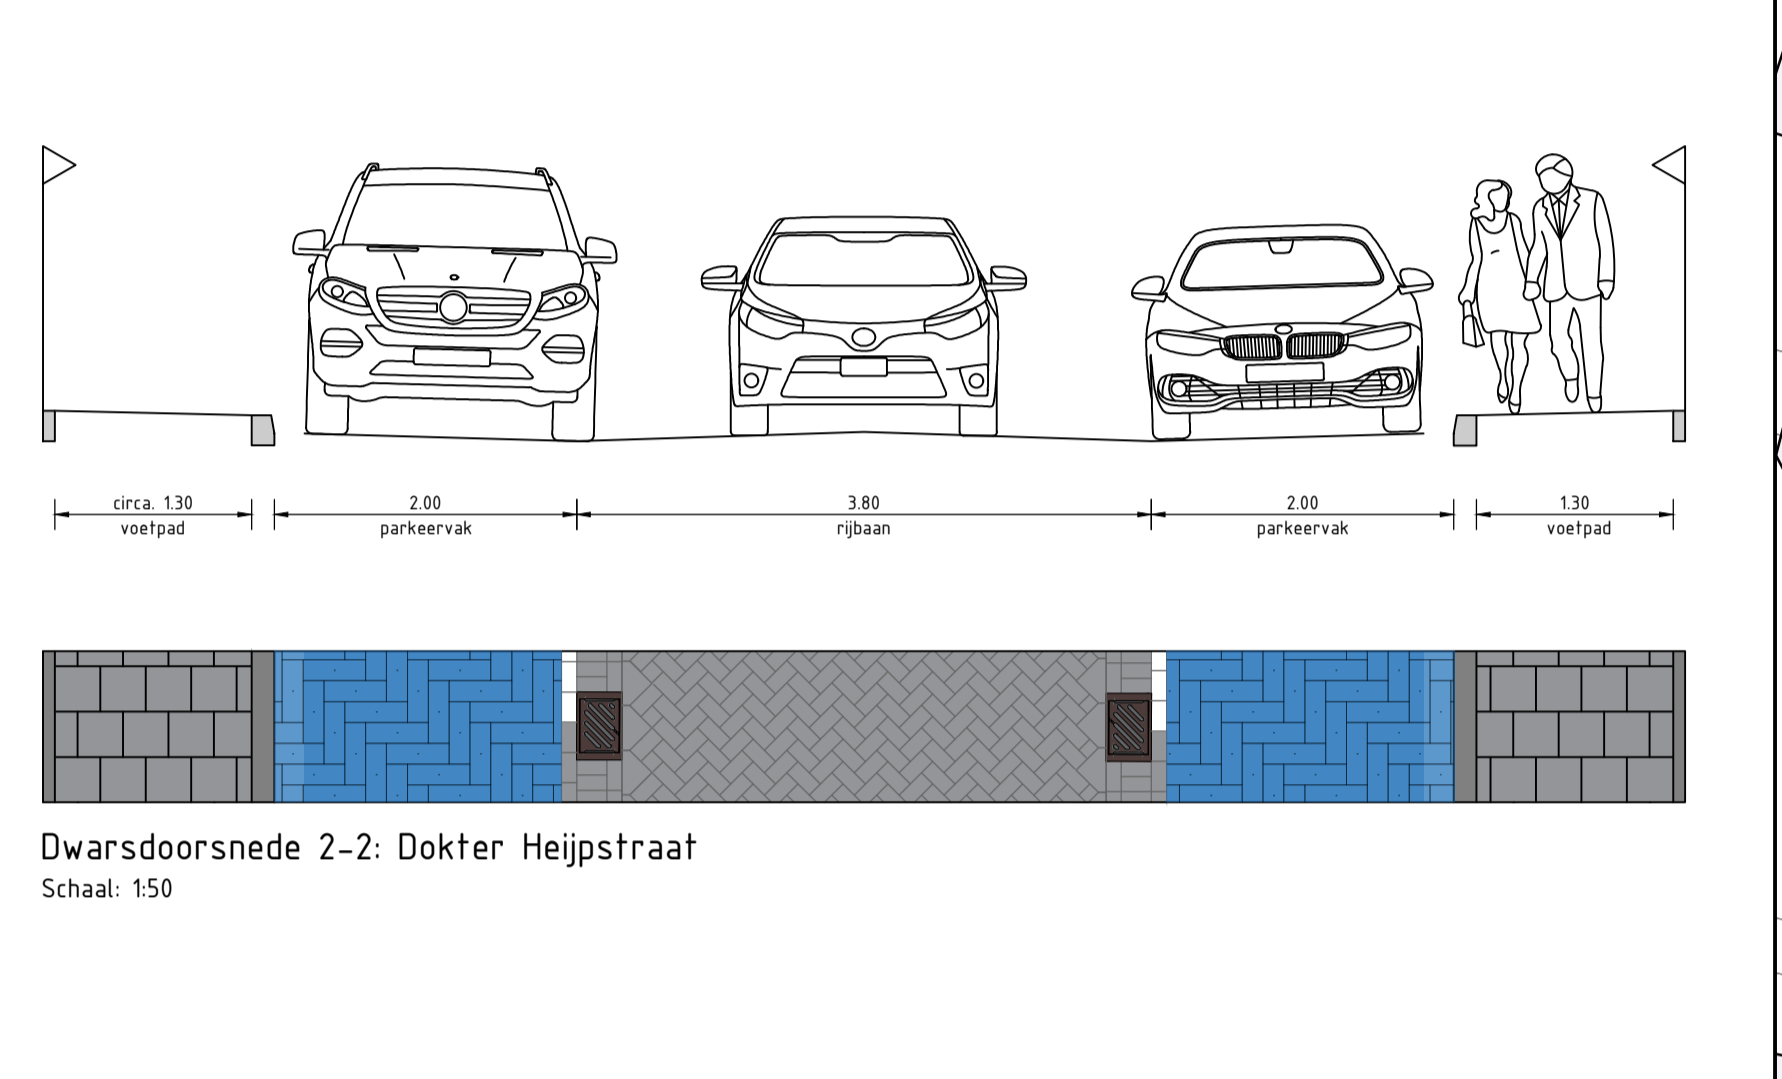 circa. 1.30
voetpad
2.00
parkeervak
3.80
rijbaan
2.00
parkeervak
1.30
voetpad
Dwarsdoorsnede 2-2: Dokter Heijpstraat
Schaal: 1:50